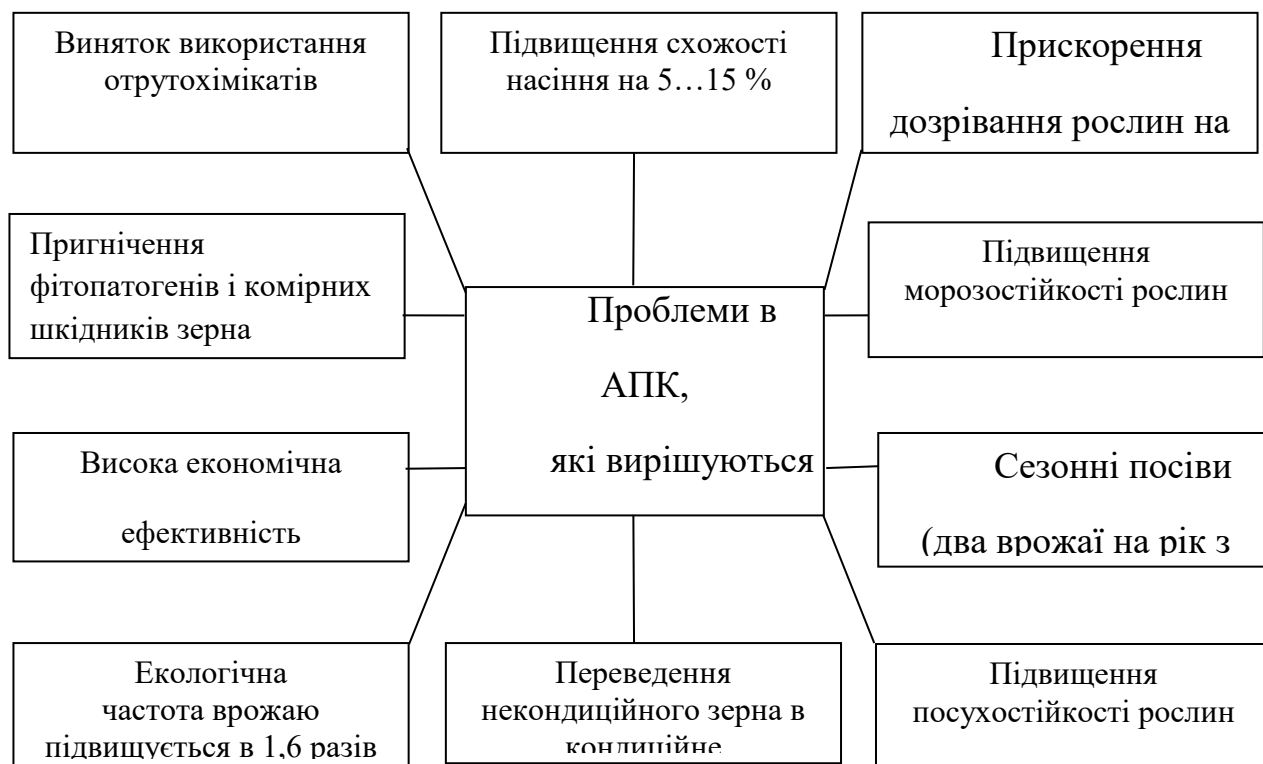 Виняток використання
отрутохімікатів
Підвищення схожості
насіння на 5…15 %
Прискорення
дозрівання рослин на
Пригнічення
фітопатогенів і комірних
шкідників зерна
Проблеми в
АПК,
які вирішуються
Підвищення
морозостійкості рослин
Висока економічна
ефективність
Сезонні посіви
(два врожаї на рік з
Екологічна
частота врожаю
підвищується в 1,6 разів
Переведення
некондиційного зерна в
кондиційне
Підвищення
посухостійкості рослин